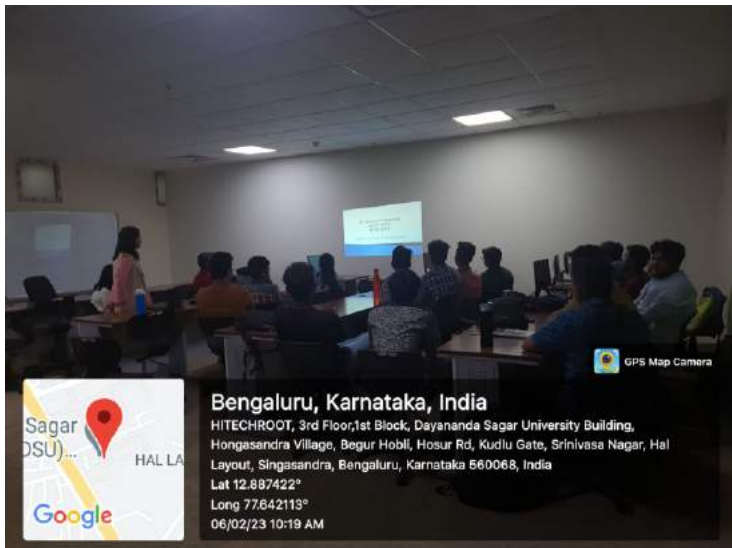 GPS Map Camera
Sagar
DSU)...
HAL LA
Google
Bengaluru, Karnataka, India
HITECHROOT, 3rd Floor,1st Block, Dayananda Sagar University Building,
Hongasandra Village, Begur Hobli, Hosur Rd, Kudlu Gate, Srinivasa Nagar, Hal
Layout, Singasandra, Bengaluru, Karnataka 560068, India
Lat 12.887422°
Long 77.642113°
06/02/23 10:19 AM